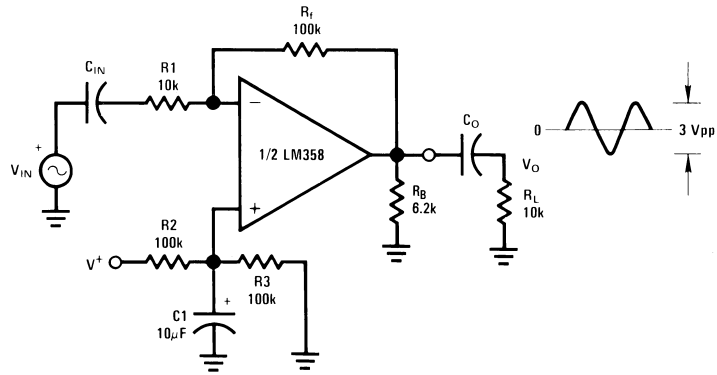 Rf
100k
CIN
R1
10k
VIN
+
−
+
1/2 LM358
CO
VO
RB
6.2k
RL
10k
0
3 Vpp
R2
100k
V+
R3
100k
C1
10μF
+